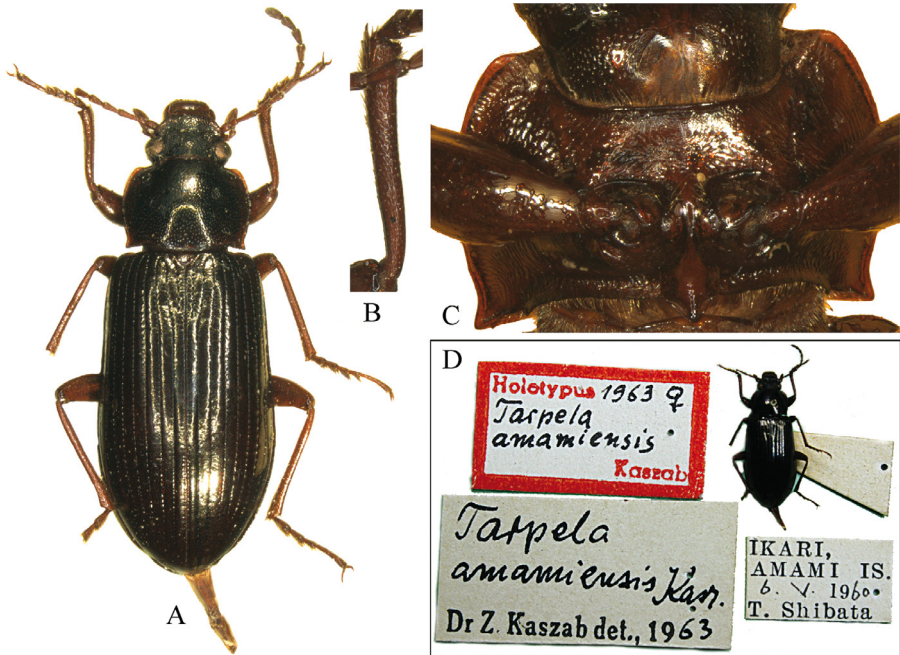 A
B
C
D
Holotypus 1963 ♀
Tarpela
amamiensis
Kaszab
Tarpela
amamiensis Kasz.
Dr Z. Kaszab det., 1963
IKARI,
AMAMI IS.
6. V. 1960
T. Shibata